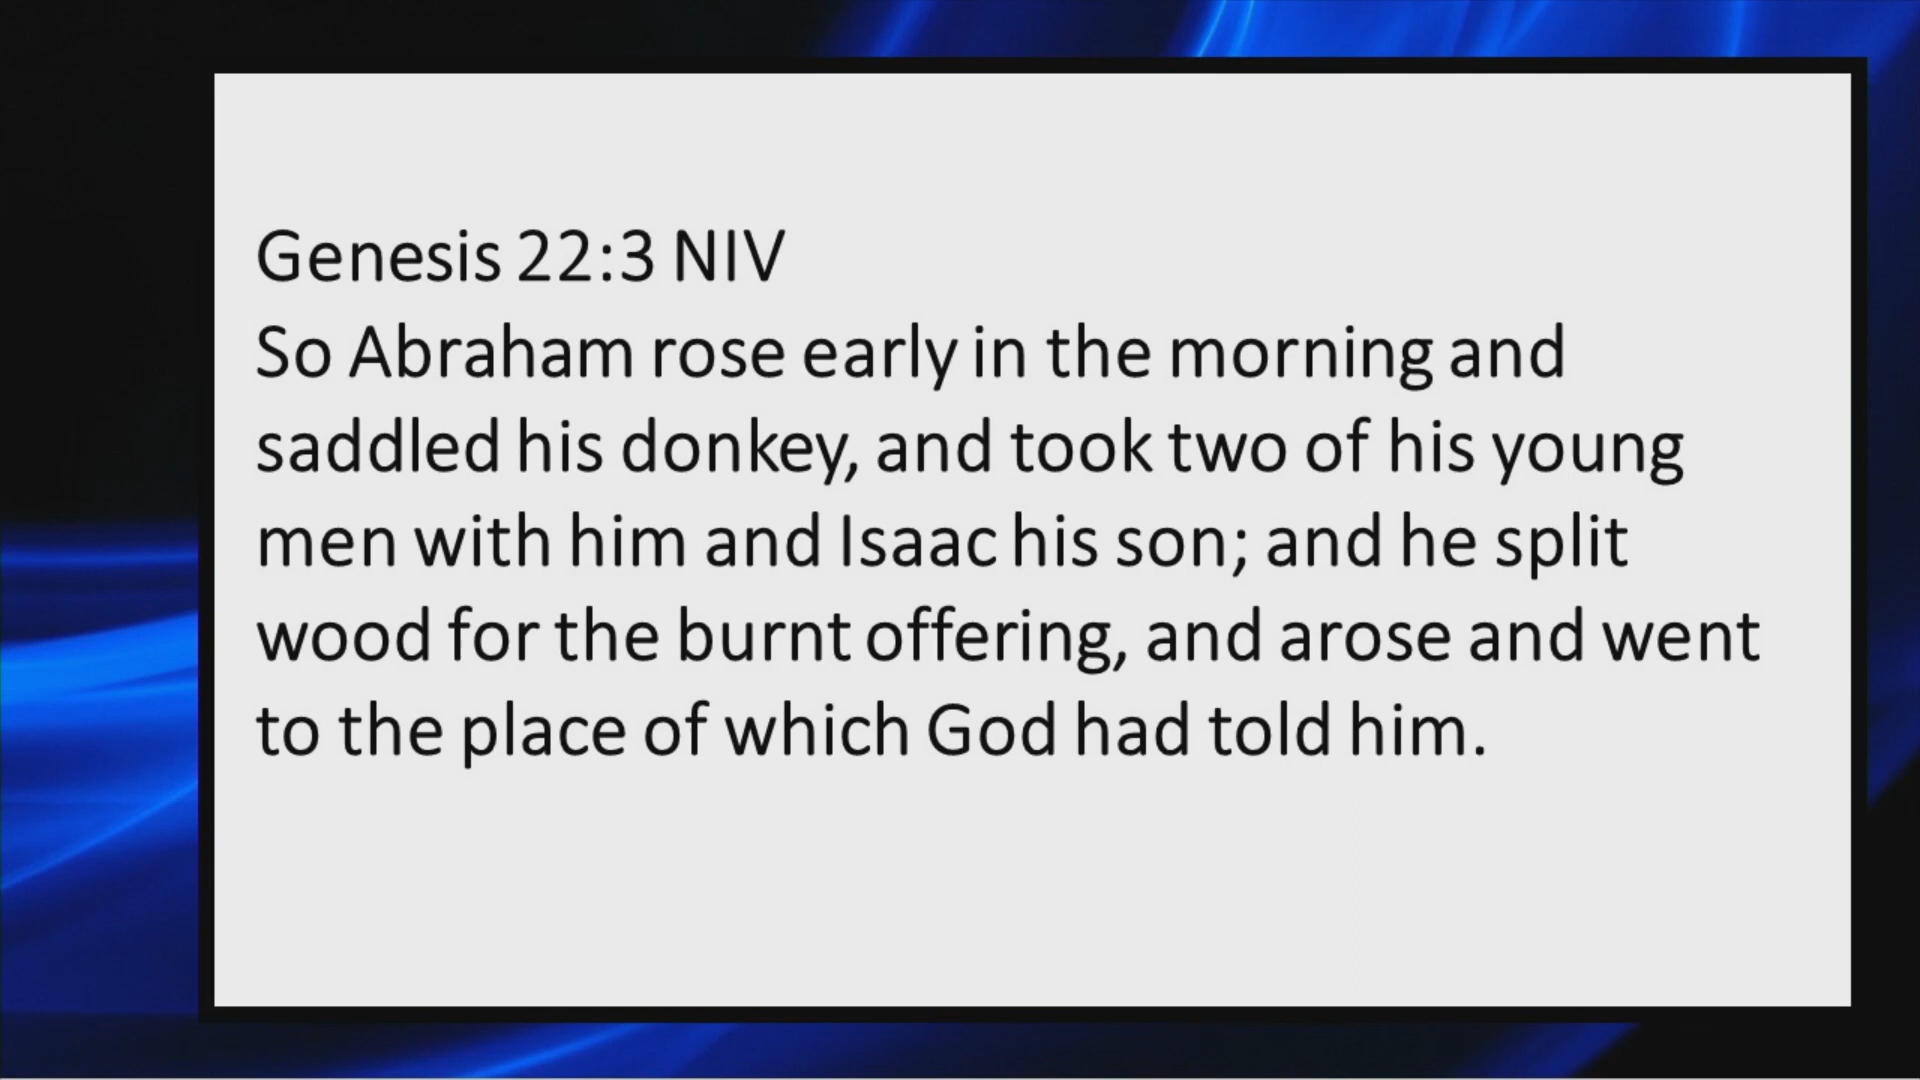 Genesis 22:3 NIV
So Abraham rose early in the morning and
saddled his donkey, and took two of his young
men with him and Isaac his son; and he split
wood for the burnt offering, and arose and went
to the place of which God had told him.